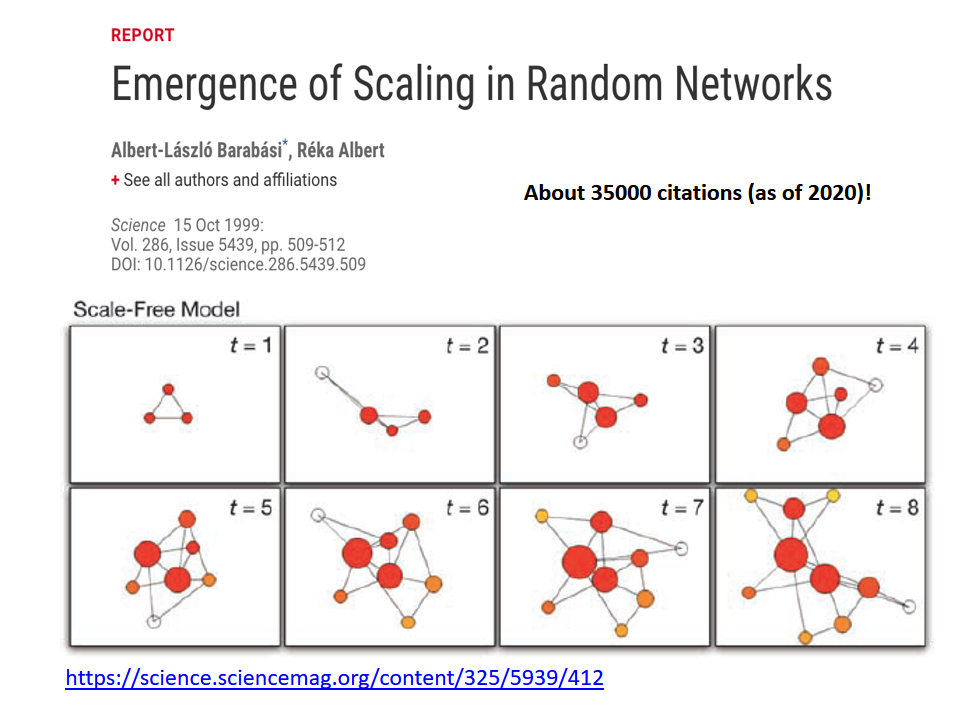 REPORT
Emergence of Scaling in Random Networks
Albert-László Barabási*, Réka Albert
+ See all authors and affiliations
About 35000 citations (as of 2020)!
Science 15 Oct 1999:
Vol. 286, Issue 5439, pp. 509-512
DOI: 10.1126/science.286.5439.509
Scale-Free Model
t = 1
t = 2
t = 3
t = 4
t = 5
t = 6
t = 7
t = 8
https://science.sciencemag.org/content/325/5939/412